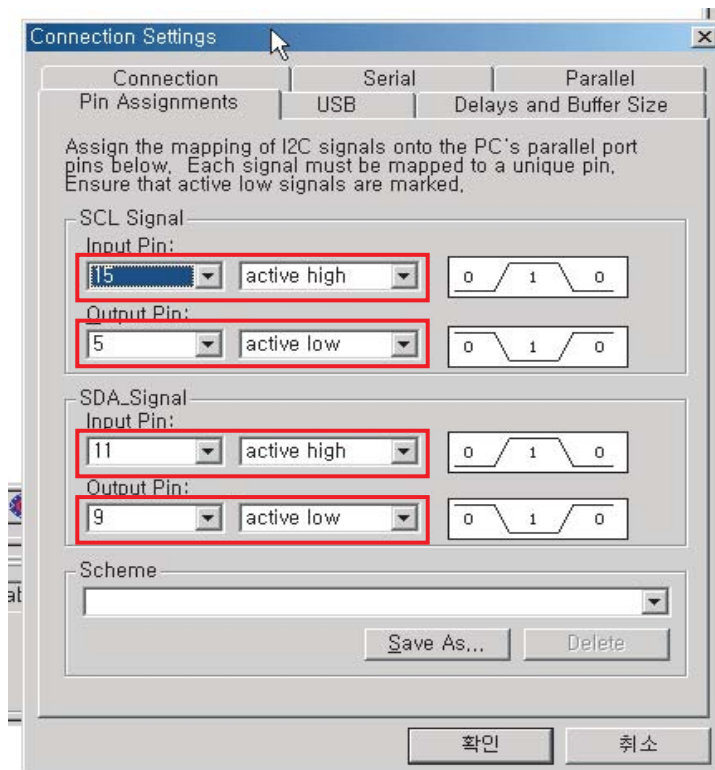 Connection Settings
Connection Serial Parallel
Pin Assignments USB Delays and Buffer Size
Assign the mapping of I2C signals onto the PC's parallel port
pins below, Each signal must be mapped to a unique pin,
Ensure that active low signals are marked,
SCL Signal
Input Pin:
15 active high 0 1 0
Output Pin:
5 active low 0 1 0
SDA_Signal
Input Pin:
11 active high 0 1 0
Output Pin:
9 active low 0 1 0
Scheme
Save As... Delete
확인 취소